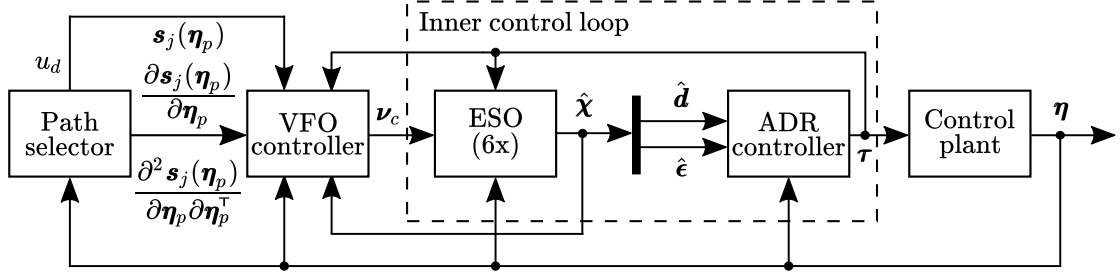 Inner control loop
u_d
s_j(η_p)
∂s_j(η_p)
∂η_p
∂²s_j(η_p)
∂η_p∂η_p^⊤
Path
selector
VFO
controller
ν_c
ESO
(6x)
χ̂
d̂
ϵ̂
ADR
controller
τ
Control
plant
η